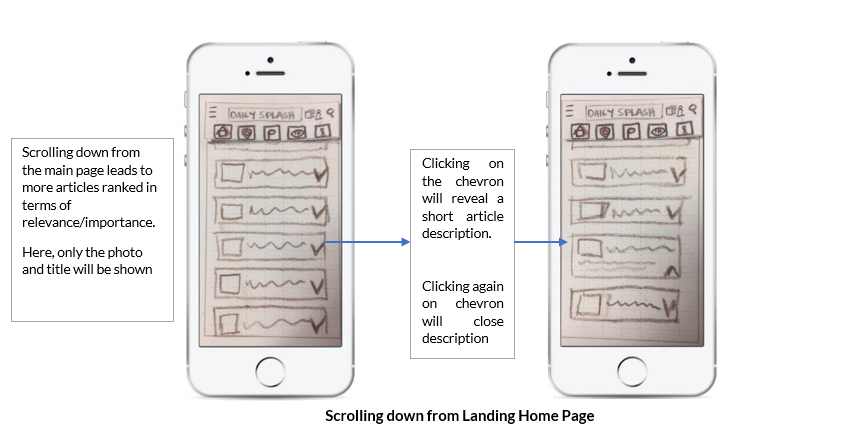 Scrolling down from
the main page leads to
more articles ranked in
terms of
relevance/importance.
Here, only the photo
and title will be shown
DAILY SPLASH
P
Clicking on
the chevron
will reveal a
short article
description.
Clicking again
on chevron
will close
description
DAILY SPLASH
P
Scrolling down from Landing Home Page